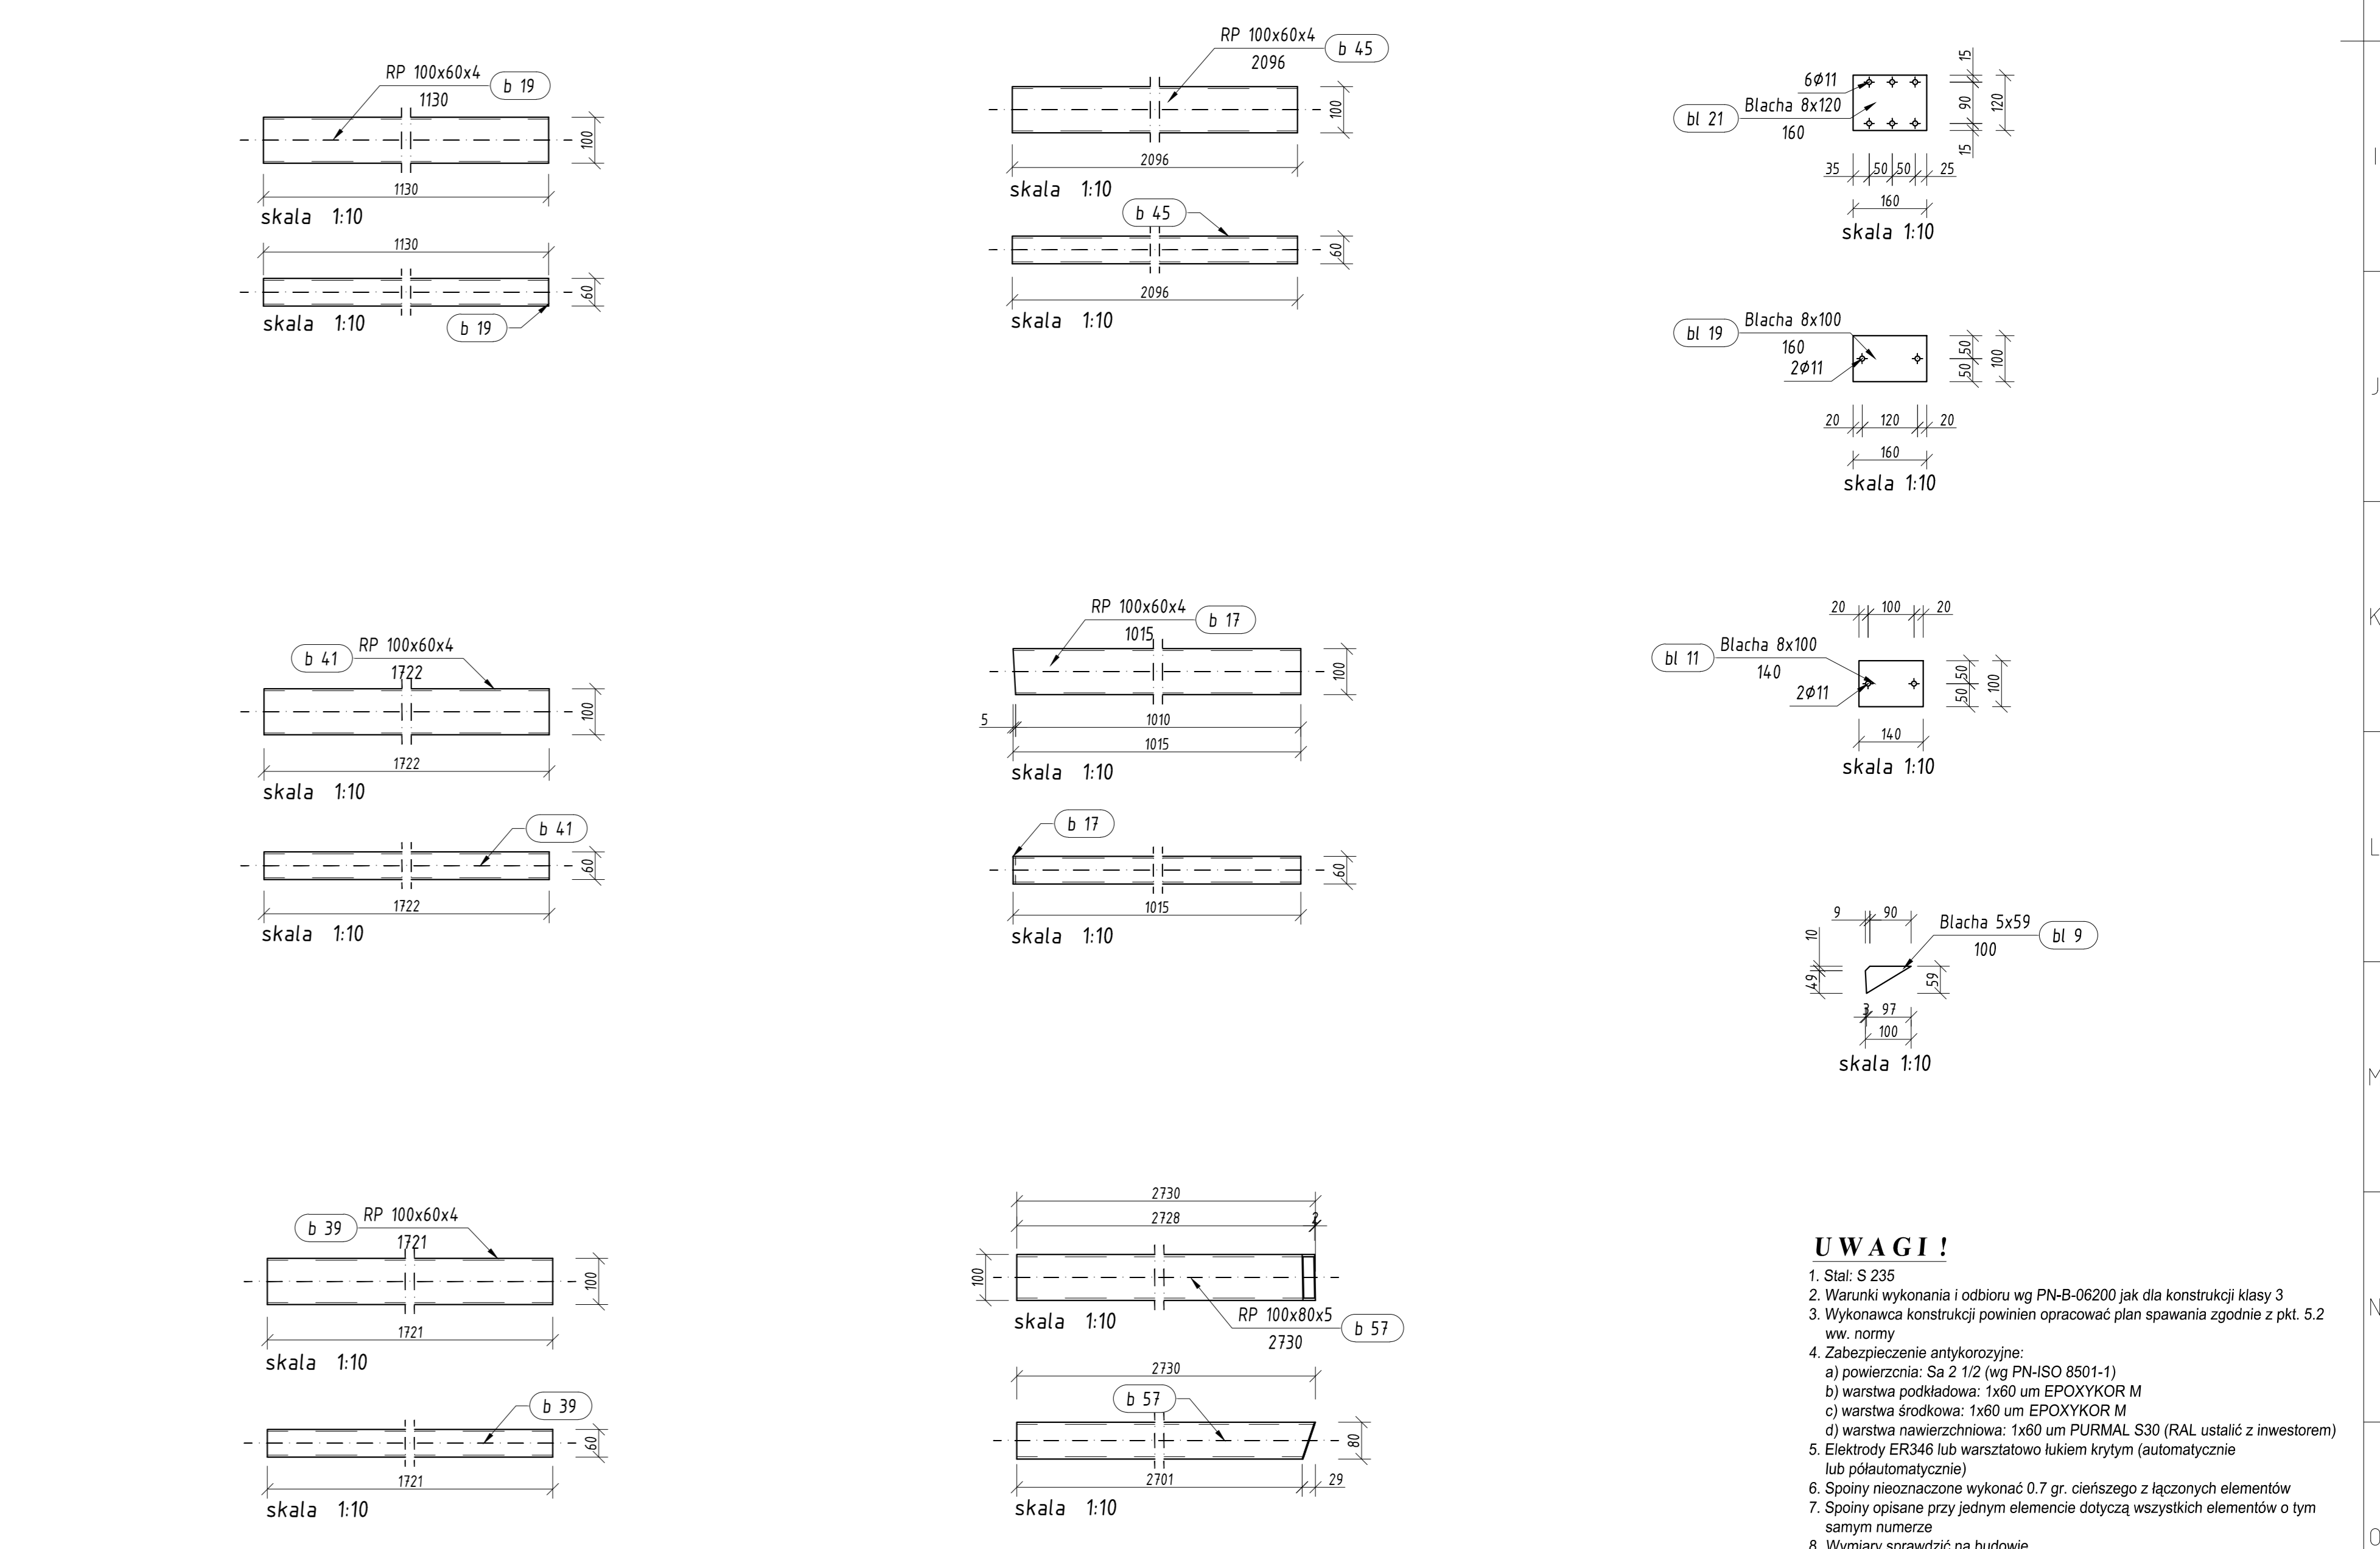 RP 100x60x4
b 19
1130
100
1130
skala 1:10
1130
60
skala 1:10
b 19
RP 100x60x4
b 45
2096
100
2096
skala 1:10
b 45
60
2096
skala 1:10
15
6ø11
Blacha 8x120
bl 21
160
90
120
15
35
50
50
25
160
skala 1:10
Blacha 8x100
bl 19
160
2ø11
50
50
100
20
120
20
160
skala 1:10
b 41
RP 100x60x4
1722
100
1722
skala 1:10
b 41
60
1722
skala 1:10
RP 100x60x4
b 17
1015
100
5
1010
1015
skala 1:10
b 17
60
1015
skala 1:10
20
100
20
Blacha 8x100
bl 11
140
2ø11
50
50
100
140
skala 1:10
9
90
Blacha 5x59
bl 9
100
10
49
59
3
97
100
skala 1:10
b 39
RP 100x60x4
1721
100
1721
skala 1:10
b 39
60
1721
skala 1:10
2730
2728
2
100
RP 100x80x5
b 57
2730
skala 1:10
2730
b 57
80
2701
29
skala 1:10
I
J
K
L
M
N
O
UWAGI !
1. Stal: S 235
2. Warunki wykonania i odbioru wg PN-B-06200 jak dla konstrukcji klasy 3
3. Wykonawca konstrukcji powinien opracować plan spawania zgodnie z pkt. 5.2
ww. normy
4. Zabezpieczenie antykorozyjne:
a) powierzcnia: Sa 2 1/2 (wg PN-ISO 8501-1)
b) warstwa podkładowa: 1x60 um EPOXYKOR M
c) warstwa środkowa: 1x60 um EPOXYKOR M
d) warstwa nawierzchniowa: 1x60 um PURMAL S30 (RAL ustalić z inwestorem)
5. Elektrody ER346 lub warsztatowo łukiem krytym (automatycznie
lub półautomatycznie)
6. Spoiny nieoznaczone wykonać 0.7 gr. cieńszego z łączonych elementów
7. Spoiny opisane przy jednym elemencie dotyczą wszystkich elementów o tym
samym numerze
8. Wymiary sprawdzić na budowie